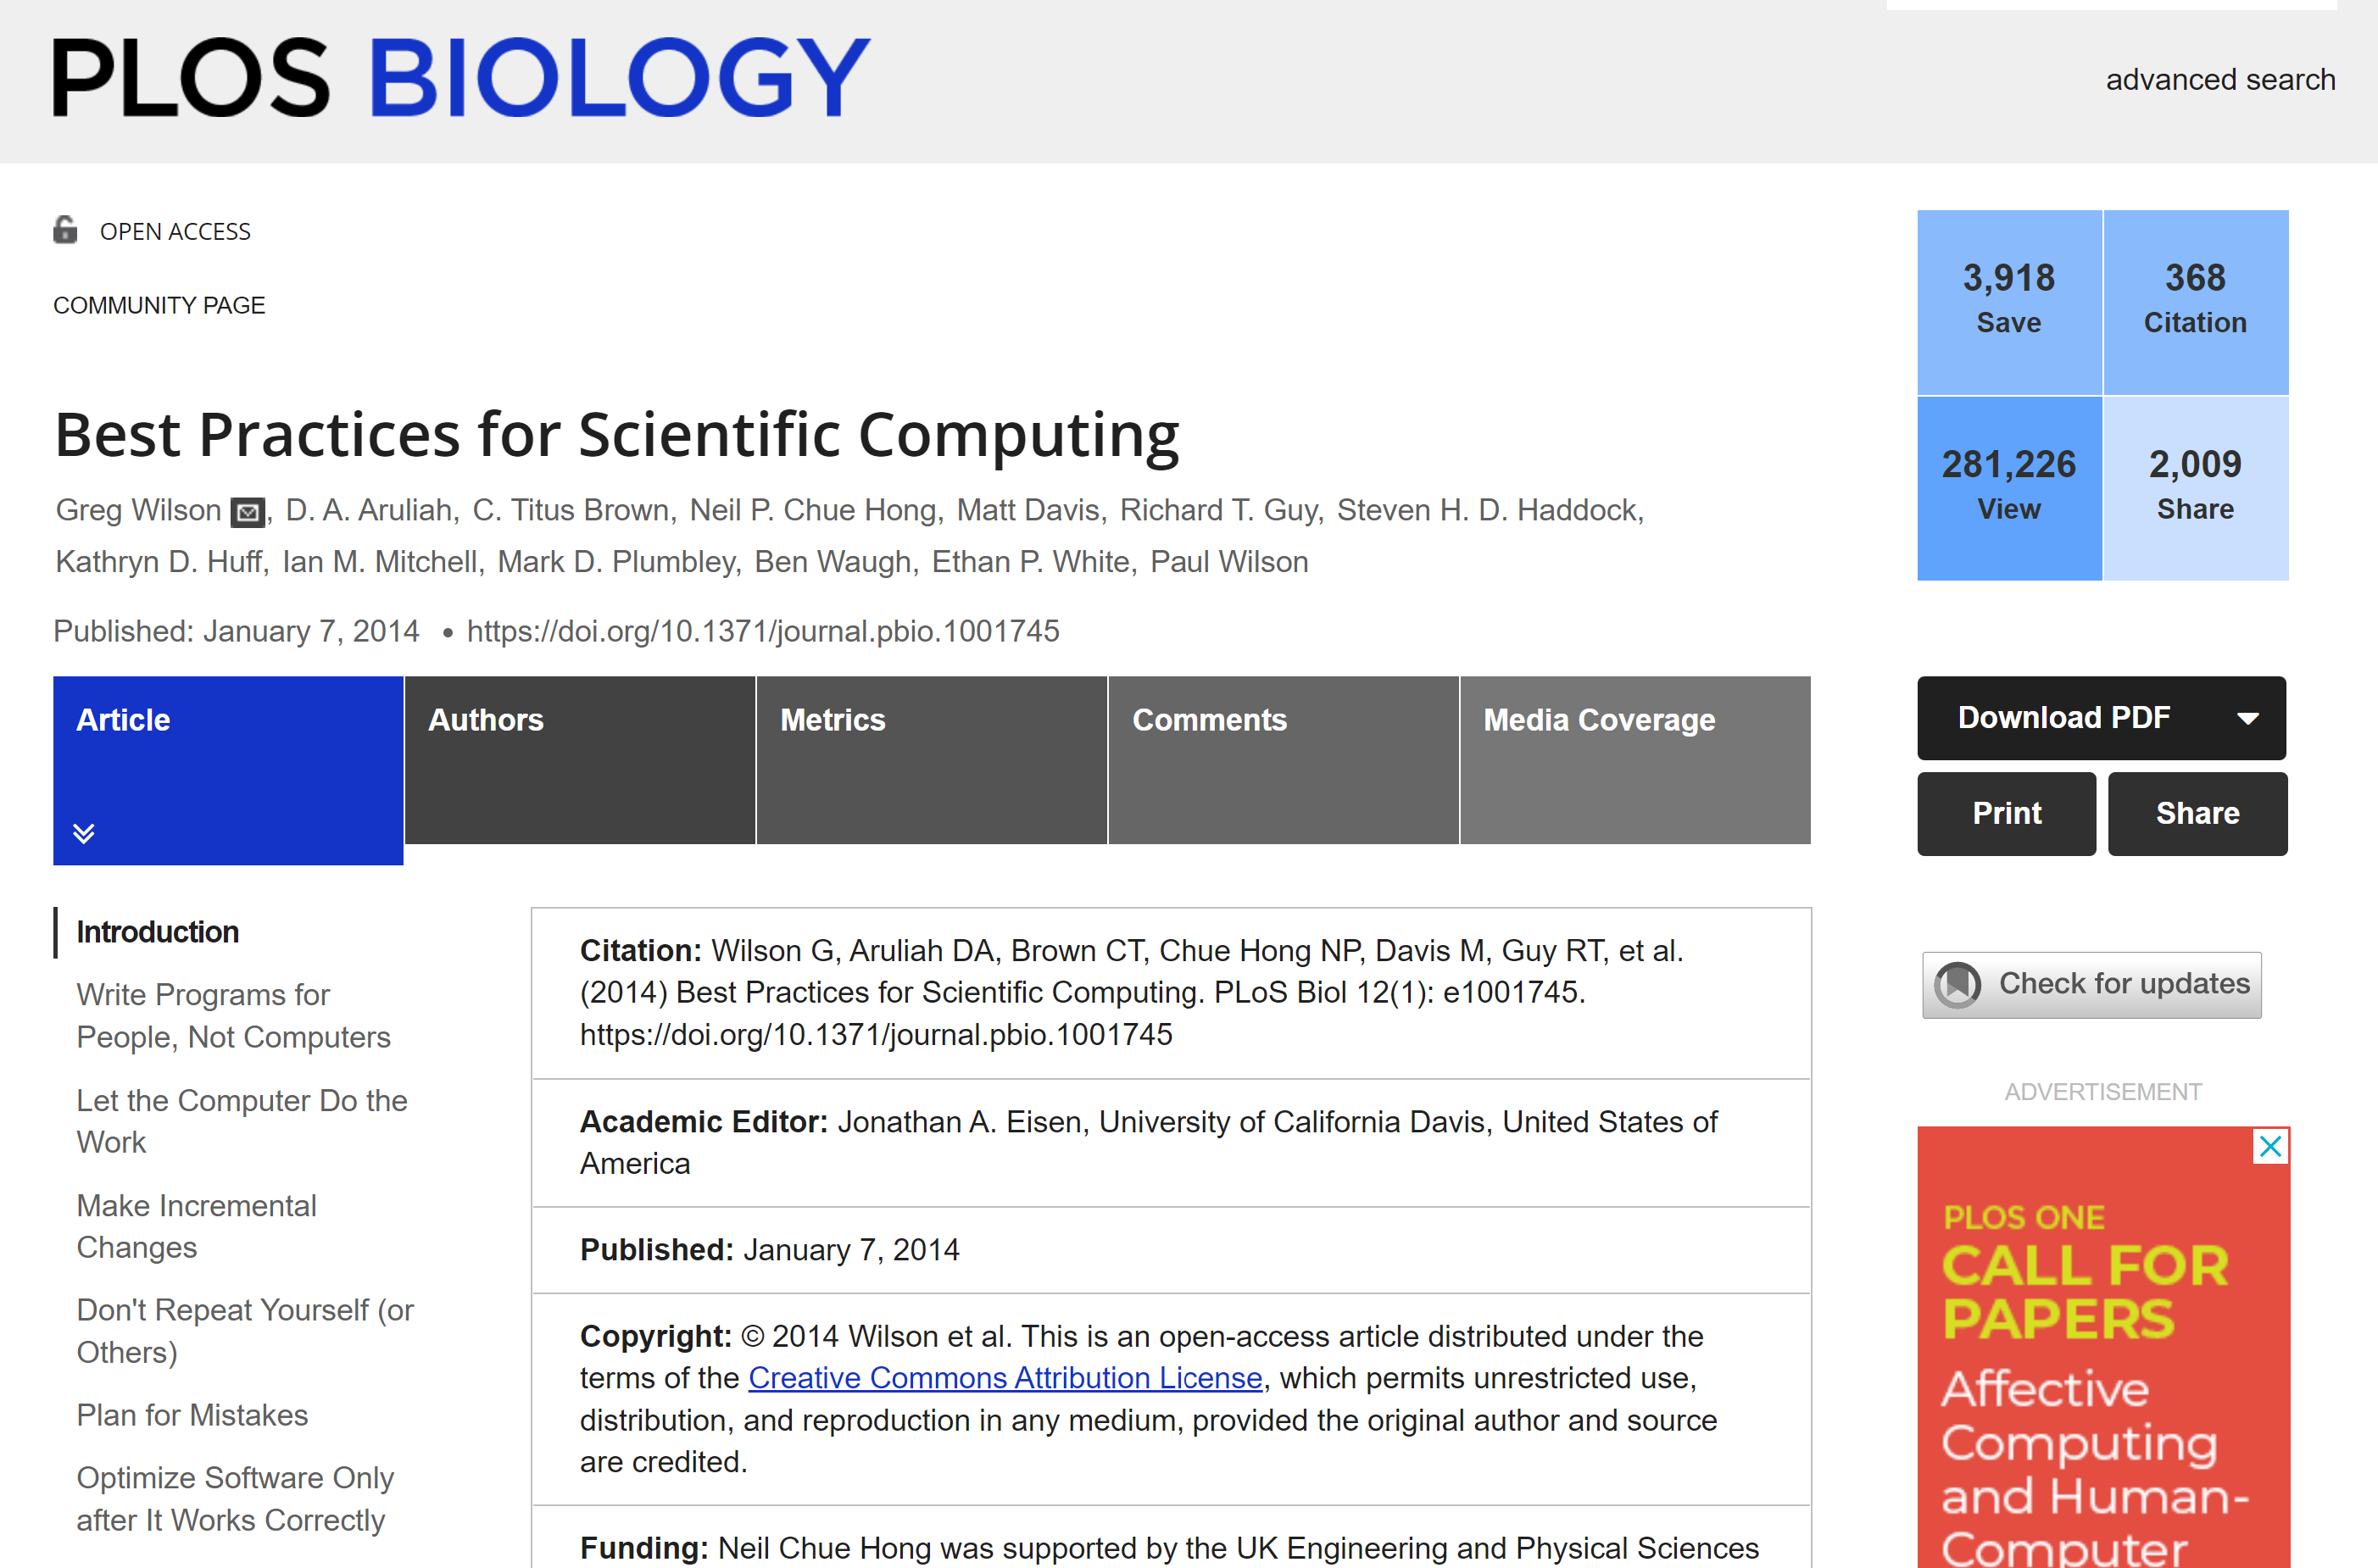 PLOS BIOLOGY
advanced search
OPEN ACCESS
COMMUNITY PAGE
Best Practices for Scientific Computing
Greg Wilson , D. A. Aruliah, C. Titus Brown, Neil P. Chue Hong, Matt Davis, Richard T. Guy, Steven H. D. Haddock,
Kathryn D. Huff, Ian M. Mitchell, Mark D. Plumbley, Ben Waugh, Ethan P. White, Paul Wilson
Published: January 7, 2014 • https://doi.org/10.1371/journal.pbio.1001745
3,918
Save
368
Citation
281,226
View
2,009
Share
Article
Authors
Metrics
Comments
Media Coverage
Download PDF
Print
Share
Check for updates
Introduction
Write Programs for
People, Not Computers
Let the Computer Do the
Work
Make Incremental
Changes
Don't Repeat Yourself (or
Others)
Plan for Mistakes
Optimize Software Only
after It Works Correctly
Citation: Wilson G, Aruliah DA, Brown CT, Chue Hong NP, Davis M, Guy RT, et al.
(2014) Best Practices for Scientific Computing. PLoS Biol 12(1): e1001745.
https://doi.org/10.1371/journal.pbio.1001745
Academic Editor: Jonathan A. Eisen, University of California Davis, United States of
America
Published: January 7, 2014
Copyright: © 2014 Wilson et al. This is an open-access article distributed under the
terms of the Creative Commons Attribution License, which permits unrestricted use,
distribution, and reproduction in any medium, provided the original author and source
are credited.
Funding: Neil Chue Hong was supported by the UK Engineering and Physical Sciences
ADVERTISEMENT
PLOS ONE
CALL FOR
PAPERS
Affective
Computing
and Human-
Computer